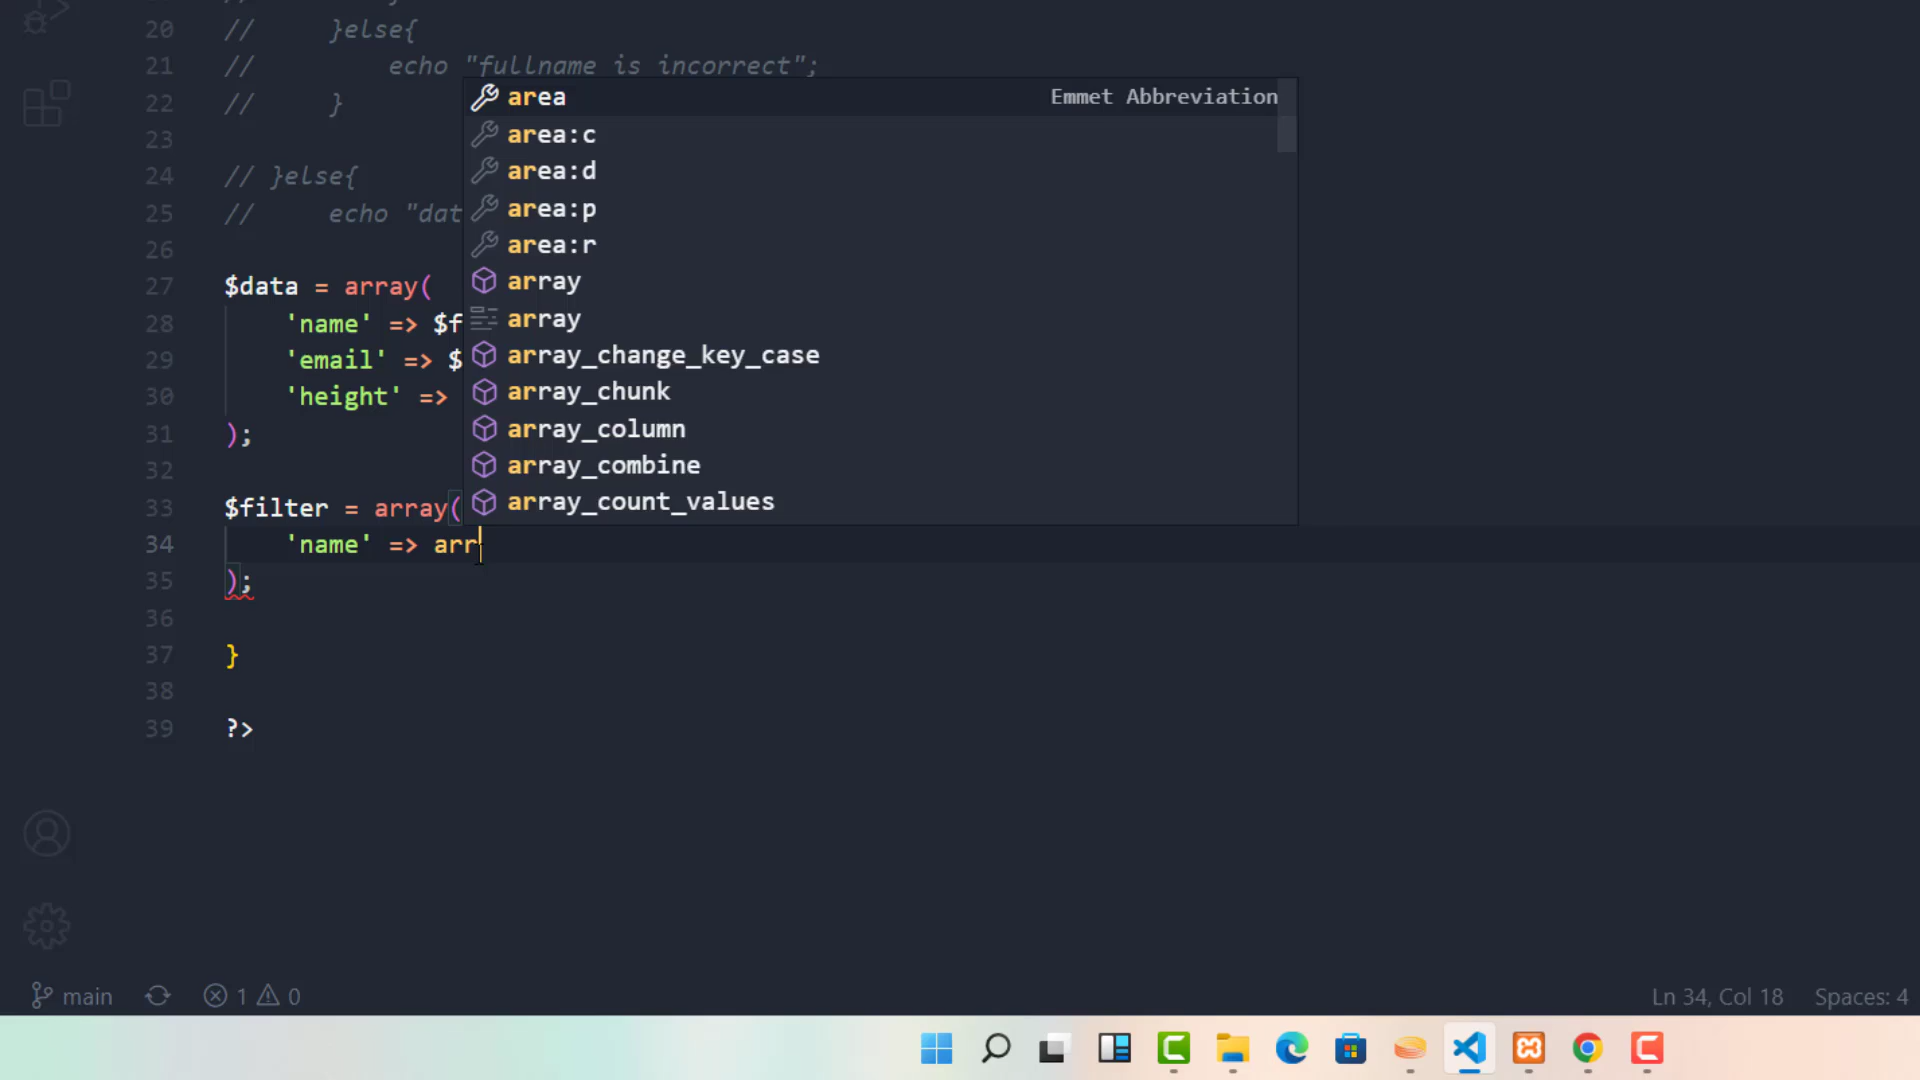 20 // }else{
21 // echo "fullname is incorrect";
22 // }
23
24 // }else{
25 // echo "dat
26
27 $data = array(
28 'name' => $f
29 'email' => $
30 'height' =>
31 );
32
33 $filter = array(
34 'name' => arr
35 );
36
37 }
38
39 ?>
area Emmet Abbreviation
area:c
area:d
area:p
area:r
array
array
array_change_key_case
array_chunk
array_column
array_combine
array_count_values
main 1 0 Ln 34, Col 18 Spaces: 4